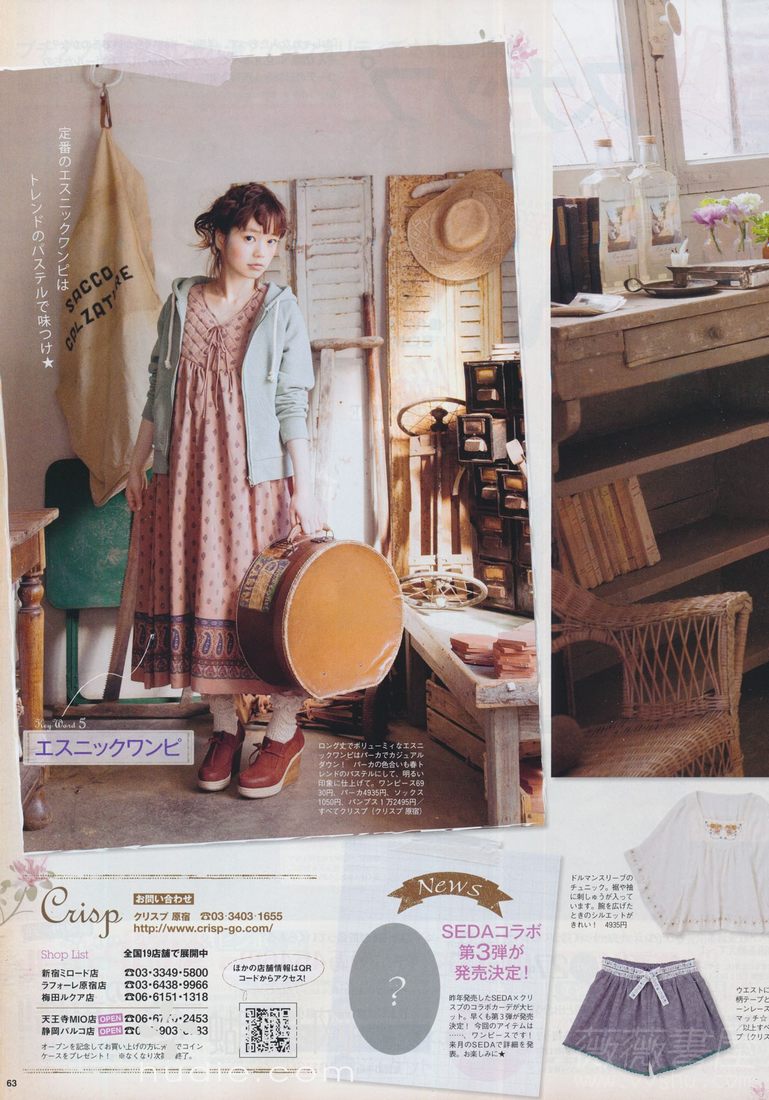 定番のエスニックワンピは
トレンドのパステルで味つけ★
SACCO
CALZATURE
Key Word 5
エスニックワンピ
ロング丈でボリューミィなエスニ
ックワンピはパーカでカジュアル
ダウン! パーカの色合いも春ト
レンドのパステルにして、明るい
印象に仕上げて。ワンピース69
30円、パーカ4935円、ソックス
1050円、パンプス1万2495円/
すべてクリスプ(クリスプ 原宿)
Crisp
お問い合わせ
クリスプ 原宿 ☎03·3403·1655
http://www.crisp-go.com/
Shop List 全国19店舗で展開中
新宿ミロード店 ☎03·3349·5800
ラフォーレ原宿店 ☎03·6438·9966
梅田ルクア店 ☎06·6151·1318
天王寺MIO店 OPEN
静岡パルコ店 OPEN
オープンを記念してお買い上げの方に
ケースをプレゼント! ※なくなり次第終了。
ほかの店舗情報はQR
コードからアクセス!
News
?
SEDAコラボ
第3弾が
発売決定!
昨年発売したSEDA×クリ
スプのコラボカーデが大ヒ
ット。早くも第3弾が発売
決定! 今回のアイテムは
……、ワンピースです!
来月のSEDAで詳細を発
表。お楽しみに★
ドルマンスリーブの
チュニック。裾や袖
に刺しゅうが入って
います。腕を広げた
ときのシルエットが
きれい! 4935円
ウエストに
柄テープと
ーンレース
マッチ☆
/以上すべ
プ(クリス
63
nudio.com